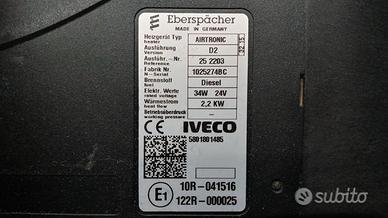 Eberspächer
MADE IN GERMANY
Heizgerät Typ AIRTRONIC
heater
Ausführung D2
Version
Ausführ.-Nr. 25 2203
Reference
Fabrik Nr. 1025274BC
N-Serial
Brennstoff Diesel
fuel
Elektr. Werte 34W 24V
rated voltage
Wärmestrom 2,2 KW
heat flow
Betriebsüberdruck -
working pressure
CE IVECO
5801801485
E1 10R-041516
122R-000025
subito